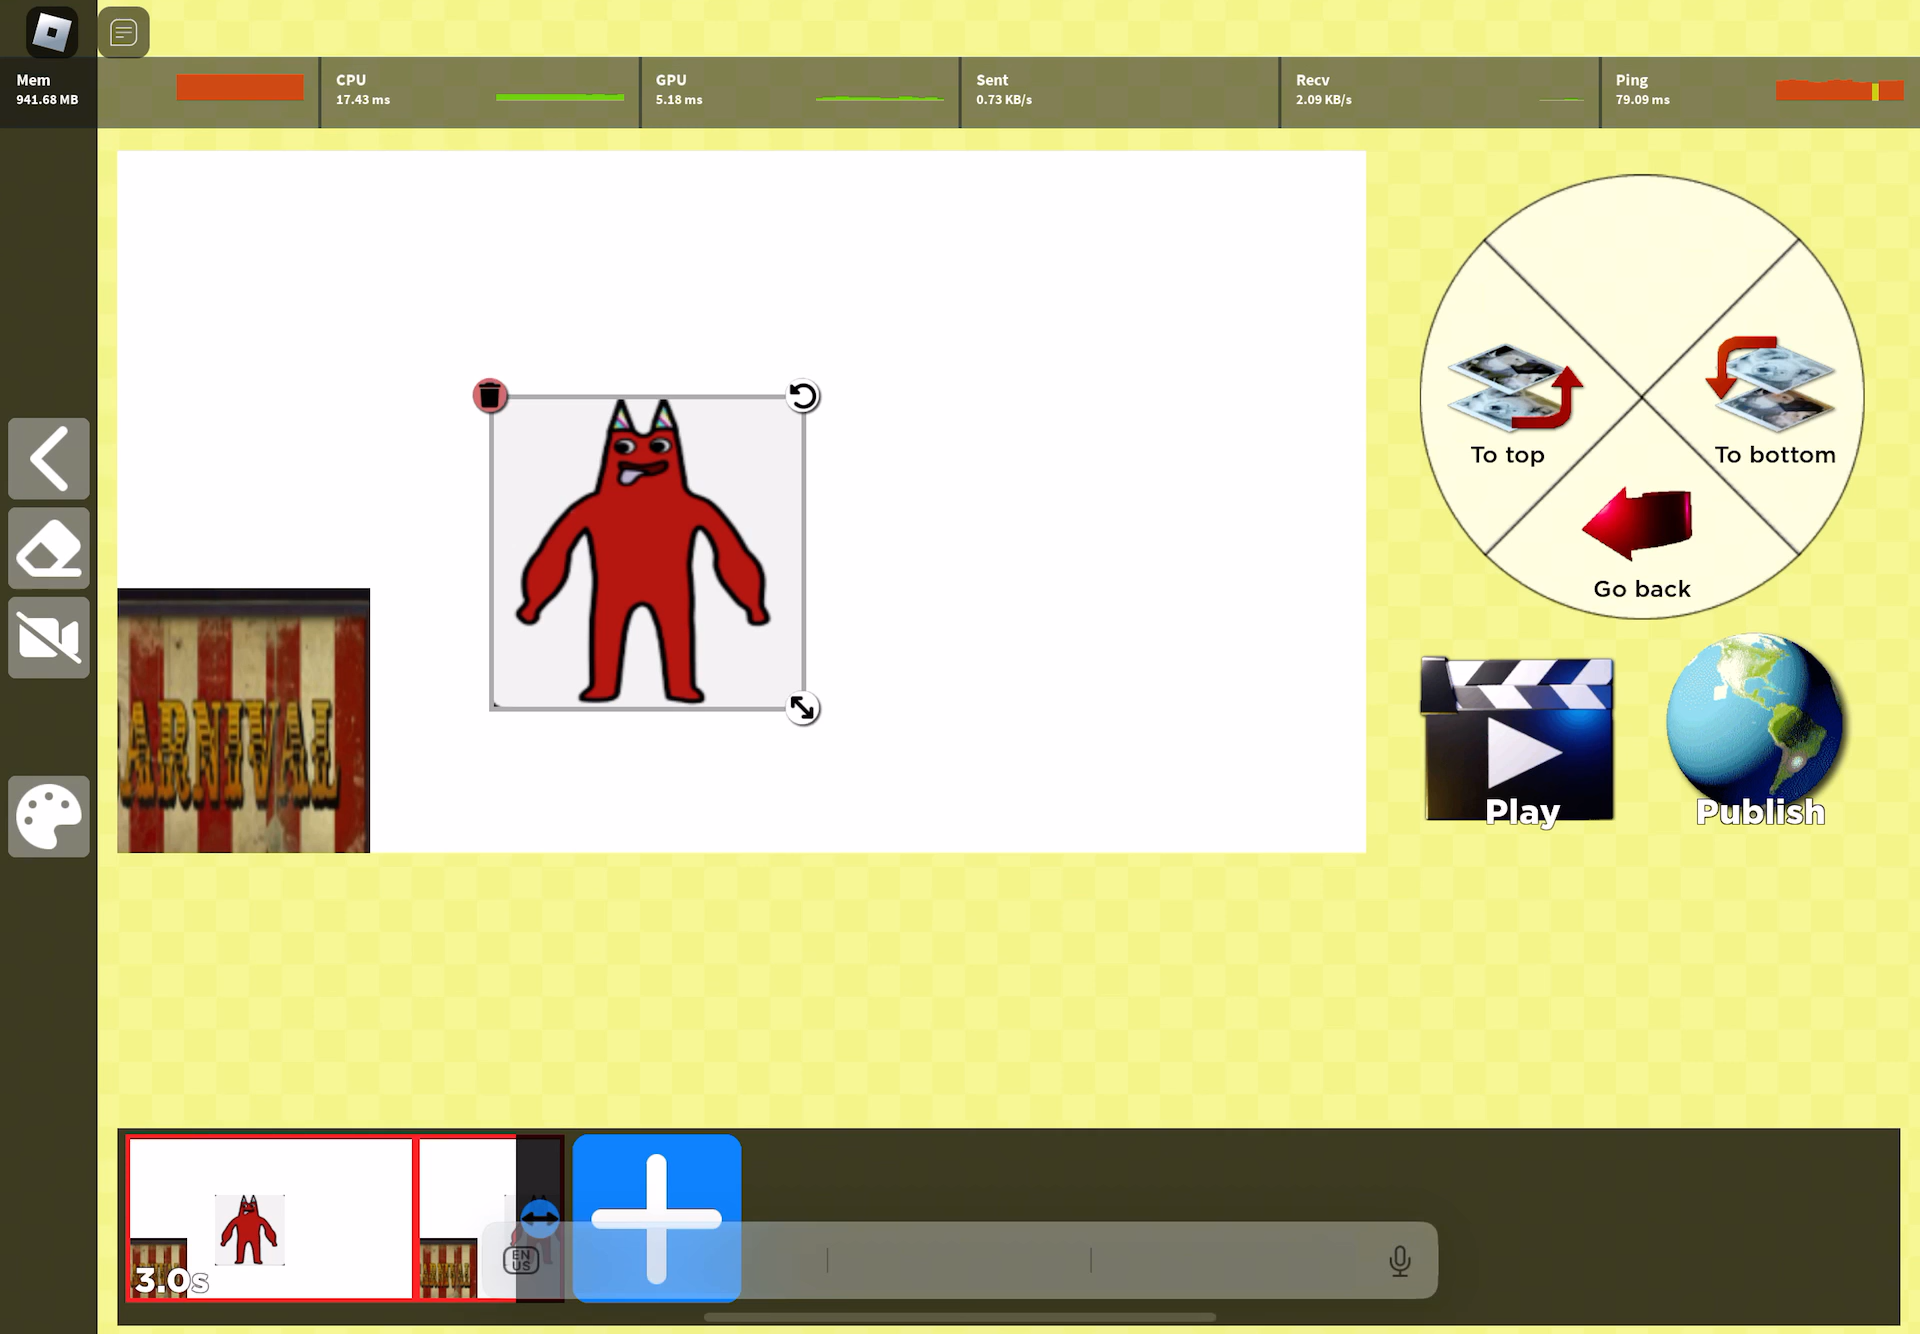 Mem
941.68 MB
CPU
17.43 ms
GPU
5.18 ms
Sent
0.73 KB/s
Recv
2.09 KB/s
Ping
79.09 ms
To top
To bottom
Go back
ARNIVAL
Play
Publish
3.0s
EN
US